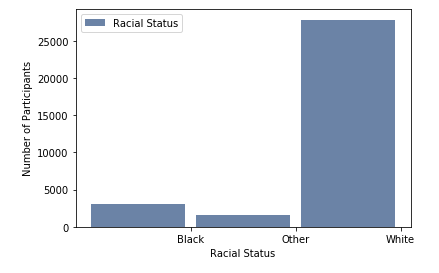 Racial Status
25000
20000
15000
10000
5000
0
Number of Participants
Black Other White
Racial Status